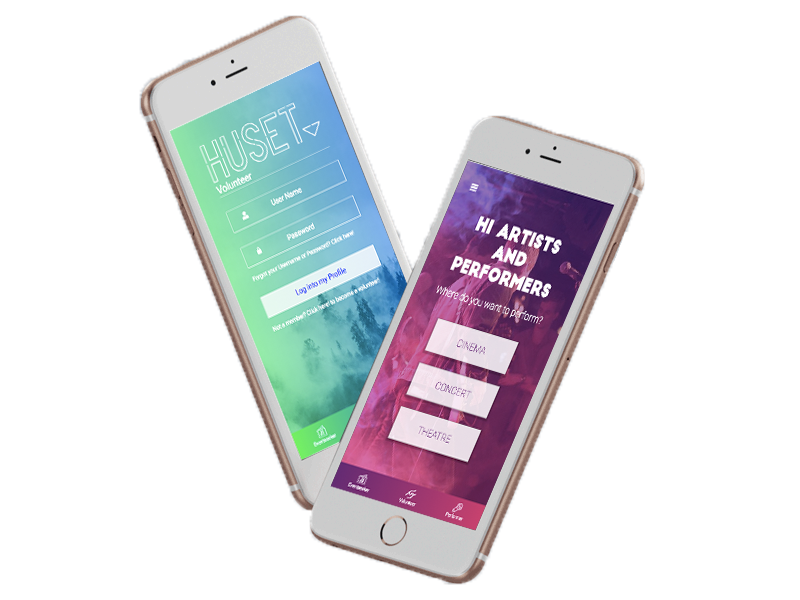 HUSET
Volunteer
User Name
Password
Forgot your Username or Password? Click here!
Log into my Profile
Not a member? Click here! to become a volunteer!
HI ARTISTS
AND
PERFORMERS
Where do you want to perform?
CINEMA
CONCERT
THEATRE
Volunteer
Performer